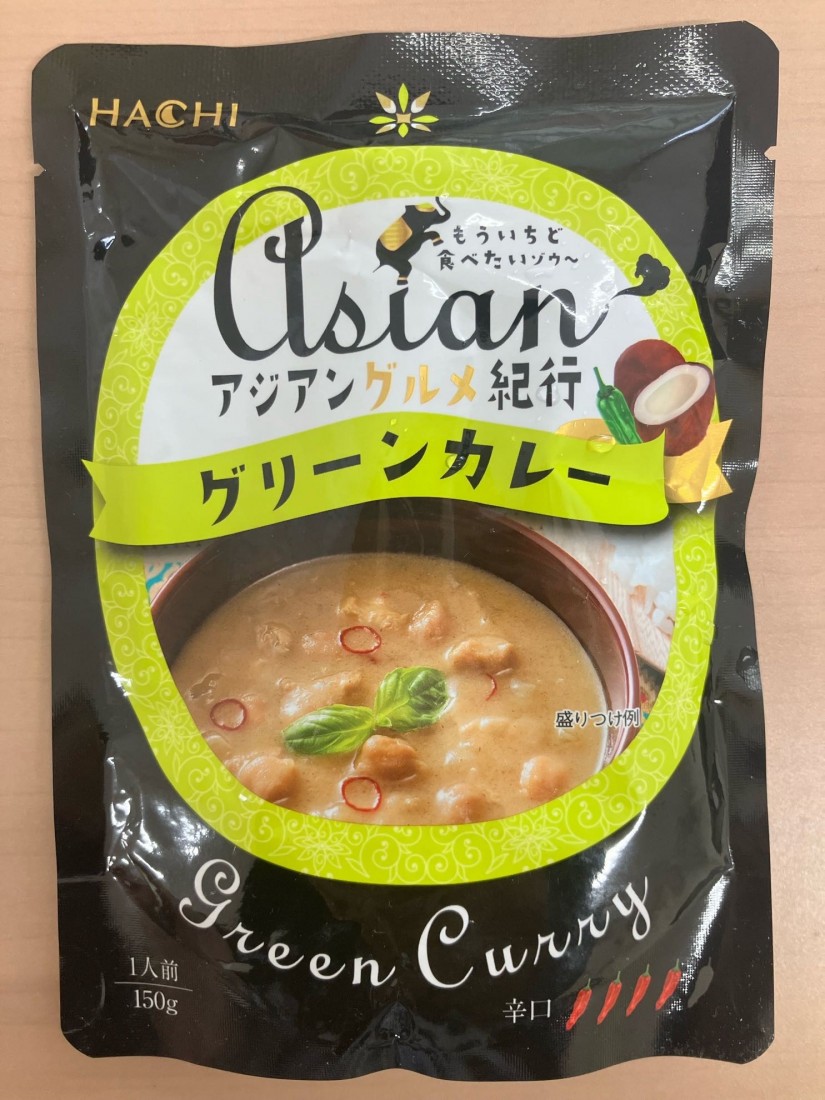 HACHI
もういちど
食べたいゾウ～
Asian
アジアングルメ紀行
グリーンカレー
盛りつけ例
Green Curry
1人前
150g
辛口